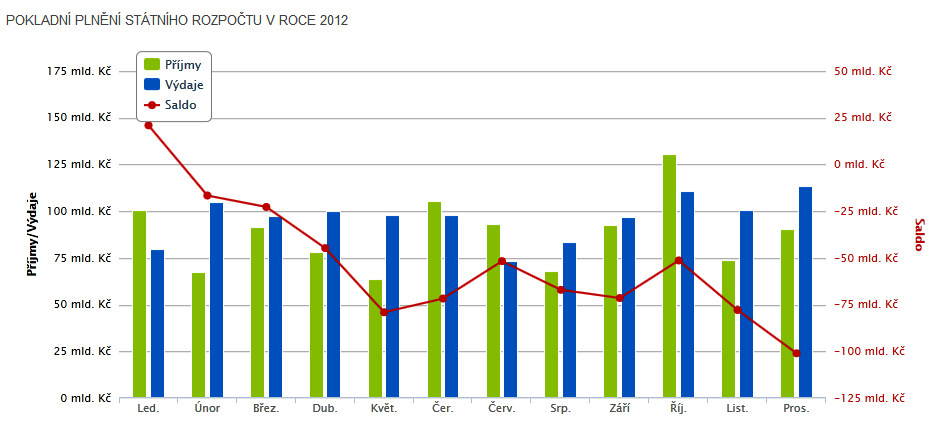 POKLADNÍ PLNĚNÍ STÁTNÍHO ROZPOČTU V ROCE 2012
Příjmy
Výdaje
Saldo
175 mld. Kč
150 mld. Kč
125 mld. Kč
100 mld. Kč
75 mld. Kč
50 mld. Kč
25 mld. Kč
0 mld. Kč
Příjmy/Výdaje
50 mld. Kč
25 mld. Kč
0 mld. Kč
−25 mld. Kč
−50 mld. Kč
−75 mld. Kč
−100 mld. Kč
−125 mld. Kč
Saldo
Led. Únor Břez. Dub. Květ. Čer. Červ. Srp. Září Říj. List. Pros.